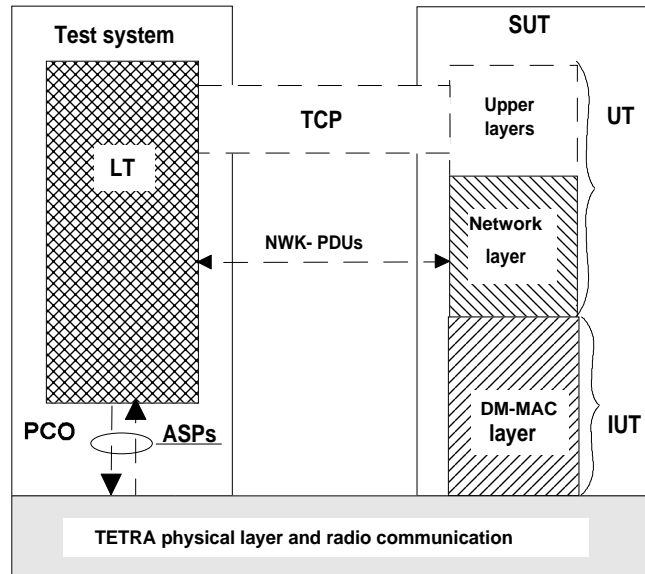 Test system
SUT
Upper
layers
UT
TCP
LT
NWK- PDUs
Network
layer
DM-MAC
layer
IUT
PCO
ASPs
TETRA physical layer and radio communication